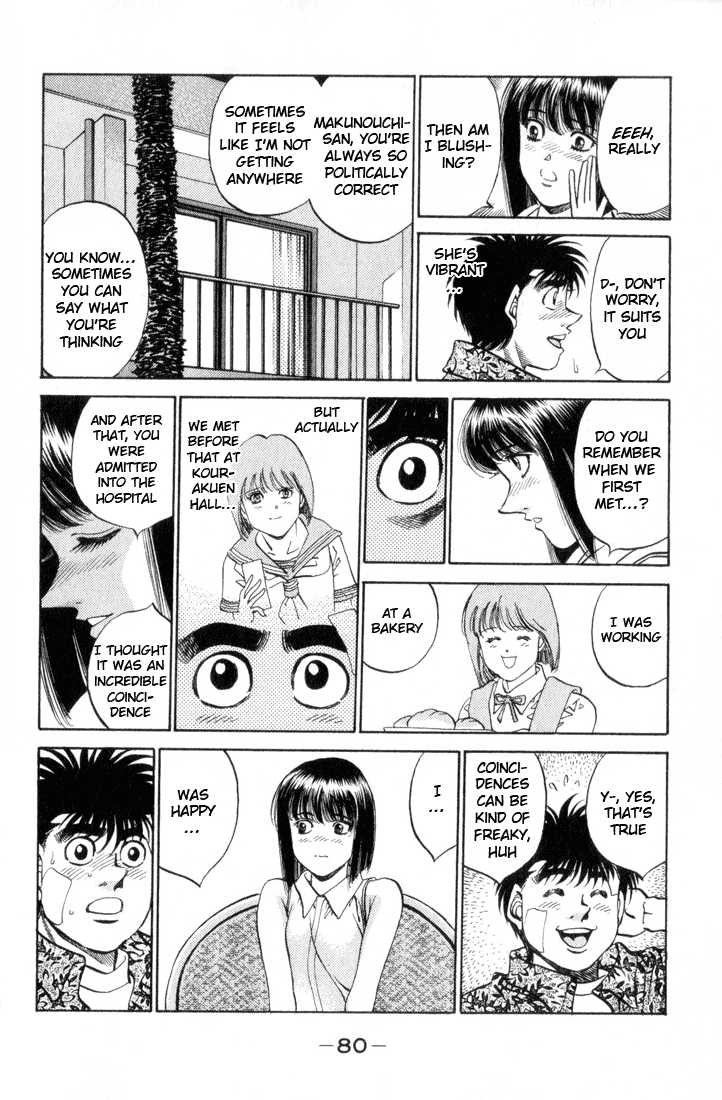 EEEH,
REALLY
THEN AM
I BLUSH-
ING?
D-, DON'T
WORRY,
IT SUITS
YOU
SHE'S
VIBRANT
...
MAKUNOUCHI-
SAN, YOU'RE
ALWAYS SO
POLITICALLY
CORRECT
SOMETIMES
IT FEELS
LIKE I'M NOT
GETTING
ANYWHERE
YOU KNOW...
SOMETIMES
YOU CAN
SAY WHAT
YOU'RE
THINKING
DO YOU
REMEMBER
WHEN WE
FIRST
MET...?
I WAS
WORKING
AT A
BAKERY
BUT
ACTUALLY
WE MET
BEFORE
THAT AT
KOUR-
AKUEN
HALL...
AND AFTER
THAT, YOU
WERE
ADMITTED
INTO THE
HOSPITAL
I THOUGHT
IT WAS AN
INCREDIBLE
COINCI-
DENCE
Y-, YES,
THAT'S
TRUE
COINCI-
DENCES
CAN BE
KIND OF
FREAKY,
HUH
I
...
WAS
HAPPY
...
—80—